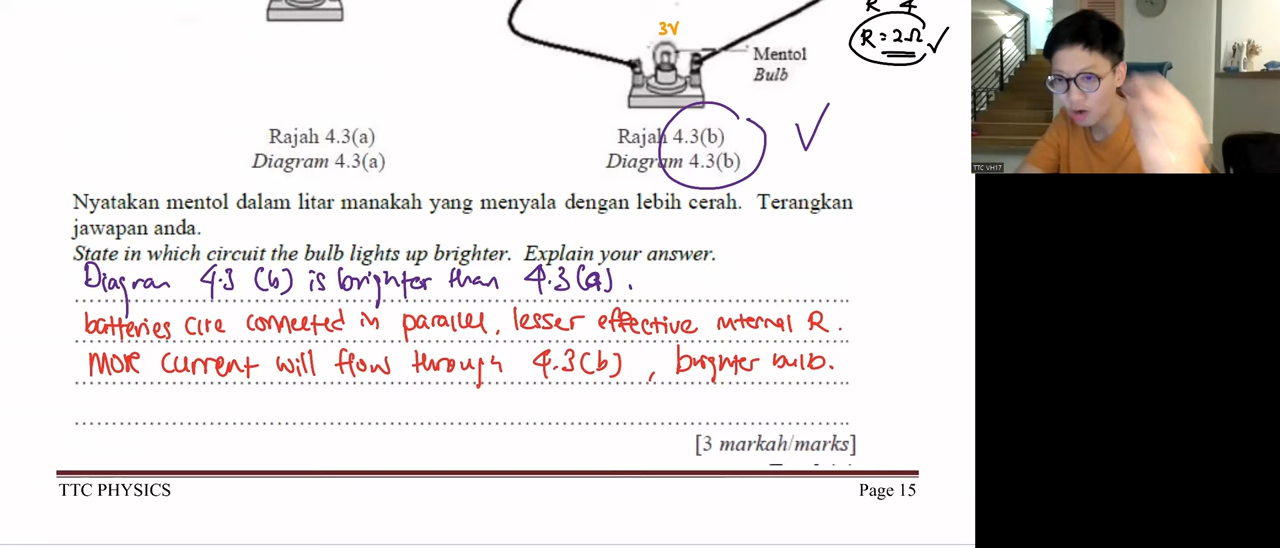 R 4
R = 2Ω ✓
3V
Mentol
Bulb
Rajah 4.3(a)
Diagram 4.3(a)
Rajah 4.3(b)
Diagram 4.3(b)
TTC VH17
Nyatakan mentol dalam litar manakah yang menyala dengan lebih cerah. Terangkan
jawapan anda.
State in which circuit the bulb lights up brighter. Explain your answer.
Diagram 4.3 (b) is brighter than 4.3(a).
batteries are connected in parallel, lesser effective internal R.
More current will flow through 4.3(b), brighter bulb.
[3 markah/marks]
TTC PHYSICS
Page 15